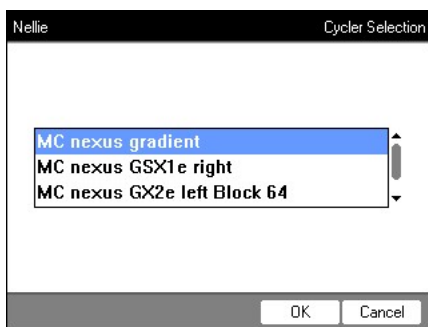 Nellie Cycler Selection
MC nexus gradient
MC nexus GSX1e right
MC nexus GX2e left Block 64
OK Cancel